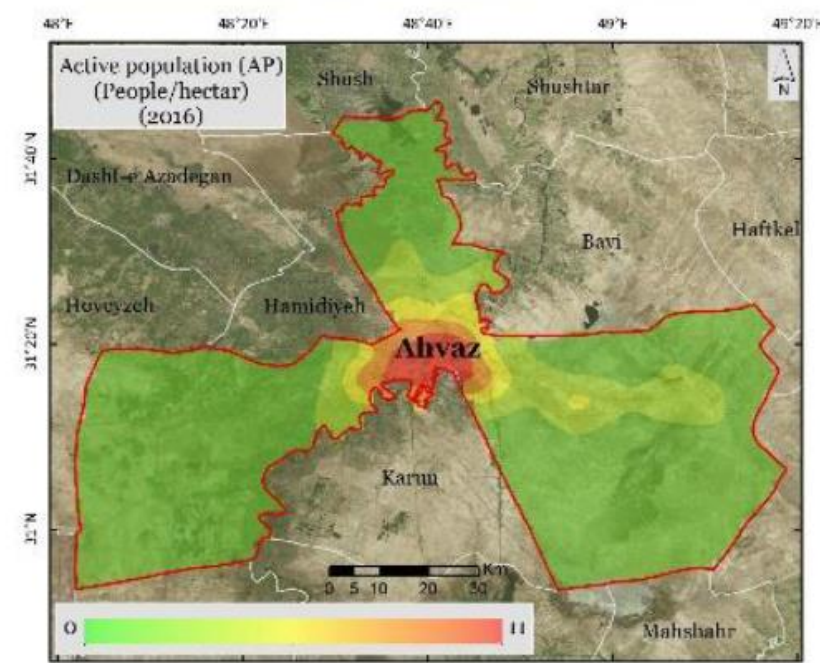 48°E
48°20'E
48°40'E
49°E
49°20'E
Active population (AP)
(People/hectar)
(2016)
Shush
Shushtar
N
31°40'N
Dasht-e Azadegan
Bavi
Haftkel
Hoveyzeh
Hamidiyeh
31°20'N
Ahvaz
Karun
31°N
Km
0 5 10 20 30
0
11
Mahshahr